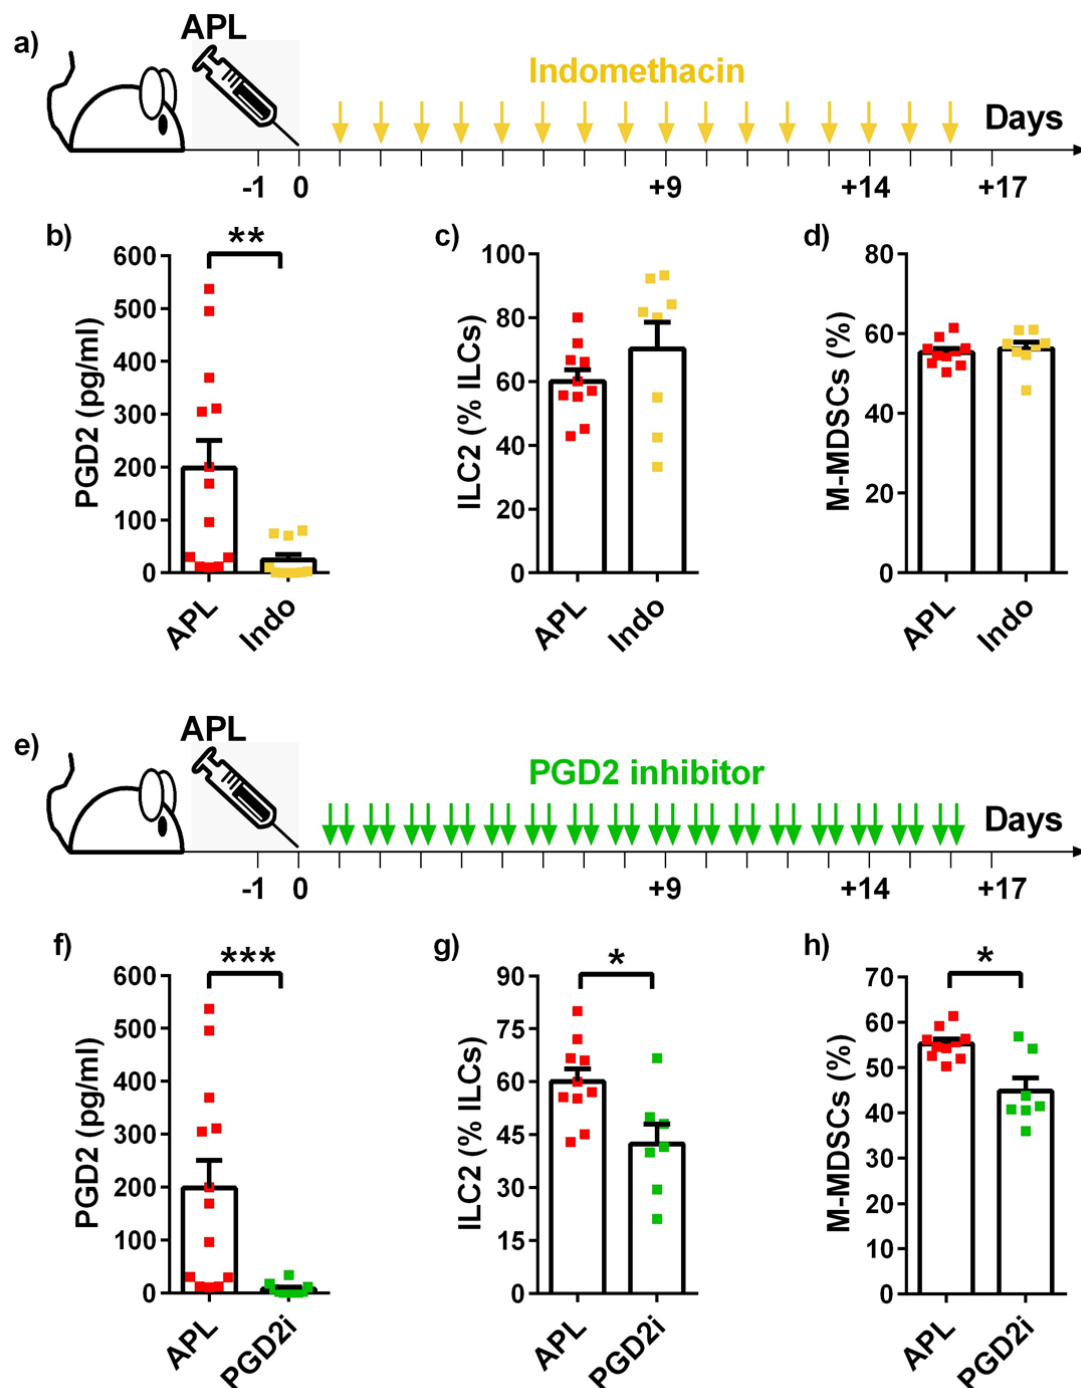 a)
APL
Indomethacin
Days
-1 0 +9 +14 +17
b)
**
PGD2 (pg/ml)
600
500
400
300
200
100
0
APL Indo
c)
ILC2 (% ILCs)
100
80
60
40
20
0
APL Indo
d)
M-MDSCs (%)
80
60
40
20
0
APL Indo
e)
APL
PGD2 inhibitor
Days
-1 0 +9 +14 +17
f)
***
PGD2 (pg/ml)
600
500
400
300
200
100
0
APL PGD2i
g)
*
ILC2 (% ILCs)
90
75
60
45
30
15
0
APL PGD2i
h)
*
M-MDSCs (%)
70
60
50
40
30
20
10
0
APL PGD2i